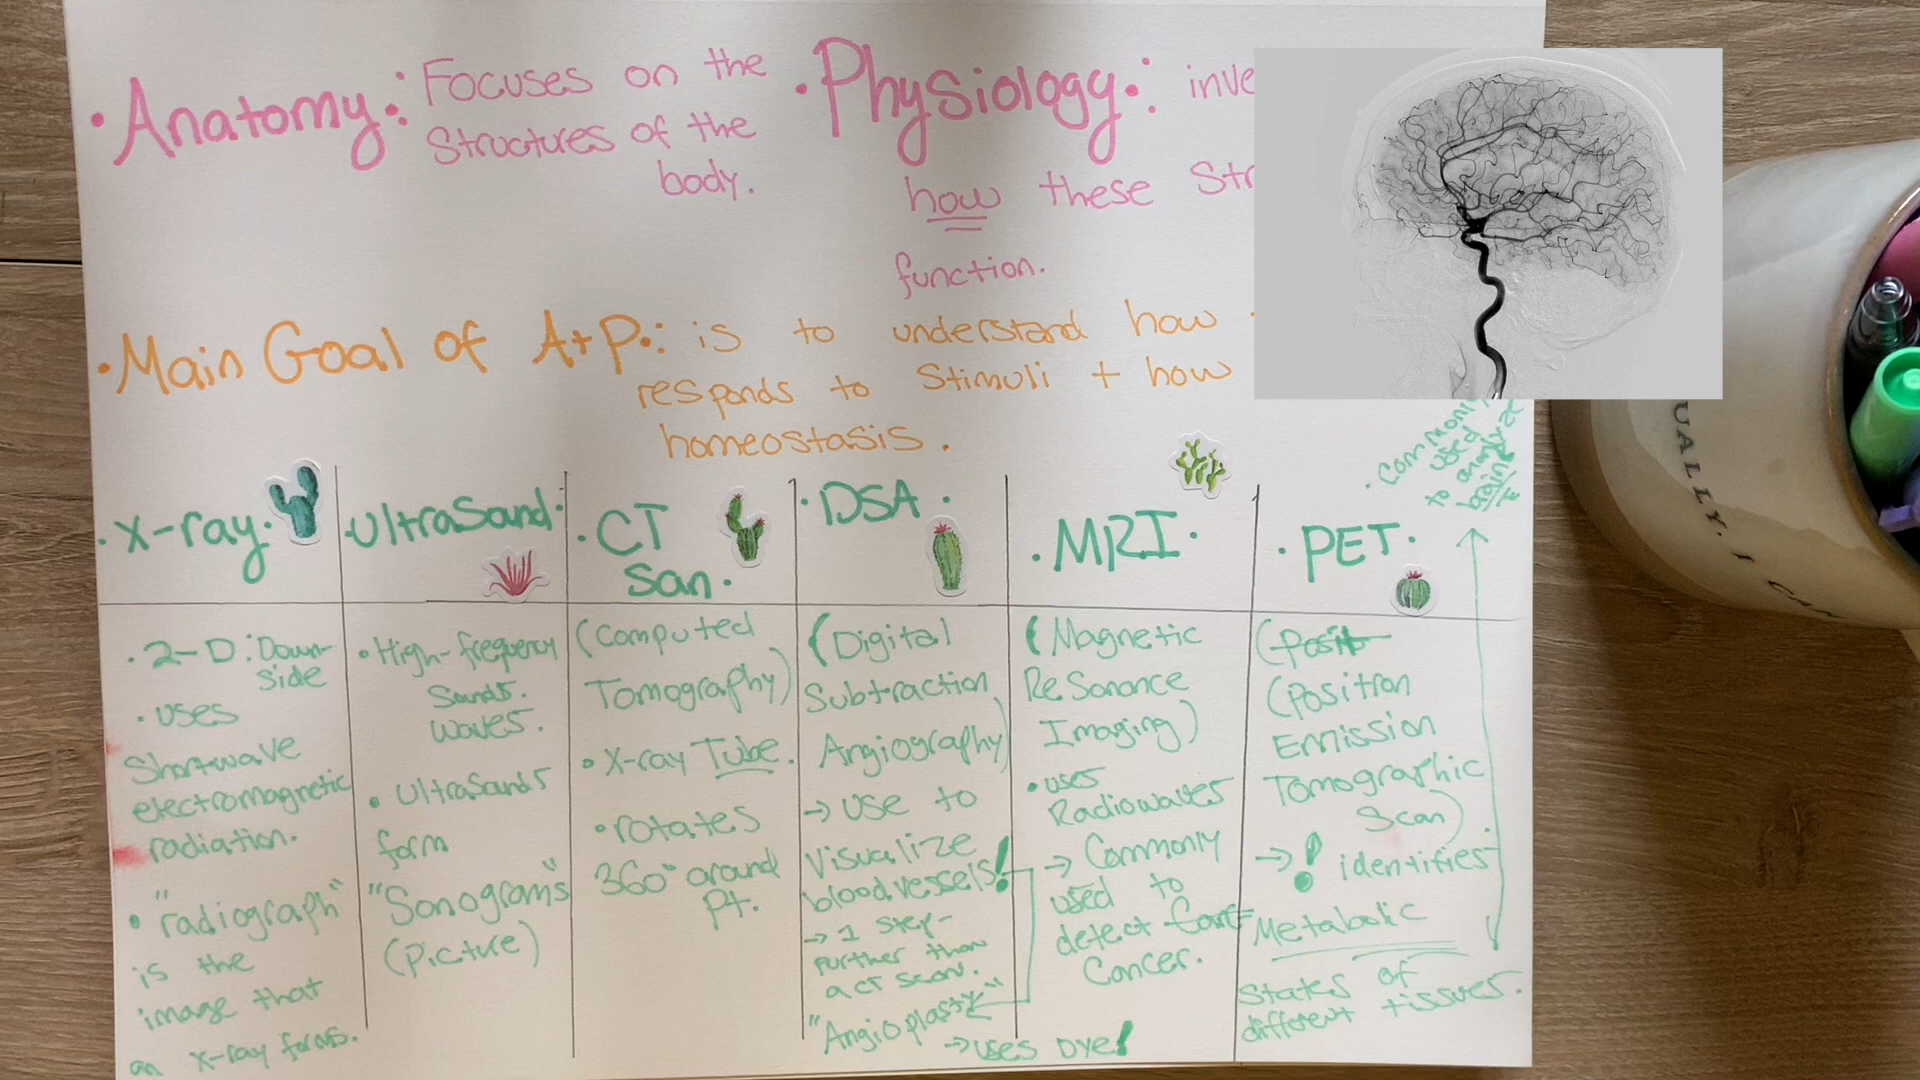 · Anatomy: Focuses on the
Structures of the
body.
· Physiology: inve
how these Str
function.
· Main Goal of A+P: is to understand how
responds to Stimuli + how
homeostasis.
· Commonly
used
to analyze
brain
· X-ray.
· 2-D: Down-
side
· uses
Shortwave
electromagnetic
radiation.
· "radiograph"
is the
image that
an x-ray forms.
· UltraSound ·
· High-frequency
Sounds.
waves.
· UltraSounds
form
"Sonograms"
(Picture)
· CT
San.
(Computed
Tomography)
· X-ray Tube.
· rotates
360° around
Pt.
· DSA ·
(Digital
Subtraction
Angiography)
→ use to
Visualize
blood vessels!
→ 1 step-
further than
a CT scan.
"Angioplasty"
→ uses DYE!
· MRI ·
(Magnetic
ReSonance
Imaging)
· uses
Radiowaves
→ Commonly
used to
detect
Cancer.
· PET ·
(Posit
(Positron
Emission
Tomographic
Scan)
→ ! identifies
Metabolic
States of
different tissues.
UALLY. I CAN